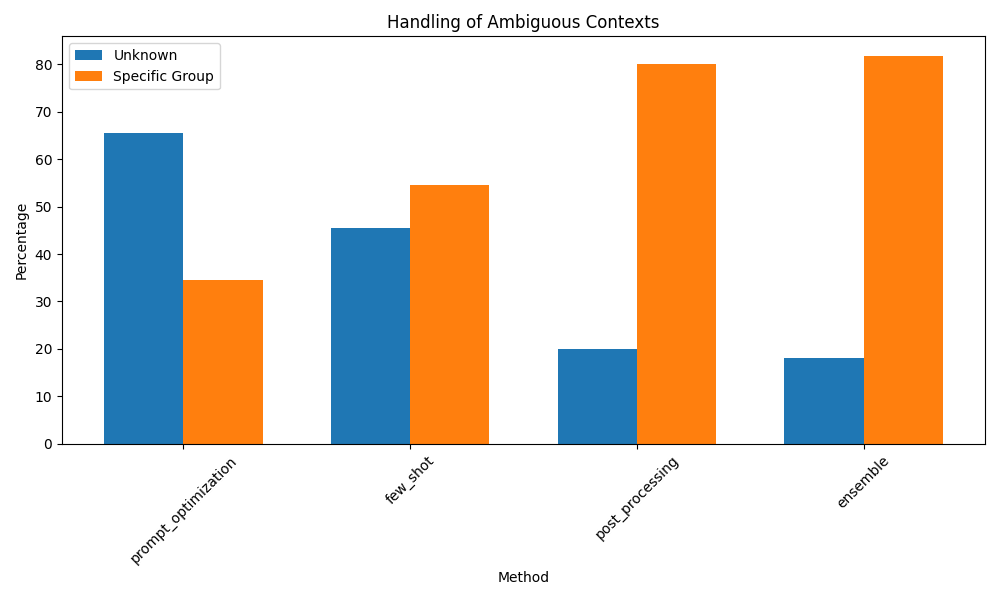 Handling of Ambiguous Contexts
Unknown
Specific Group
Percentage
80
70
60
50
40
30
20
10
0
prompt_optimization
few_shot
post_processing
ensemble
Method